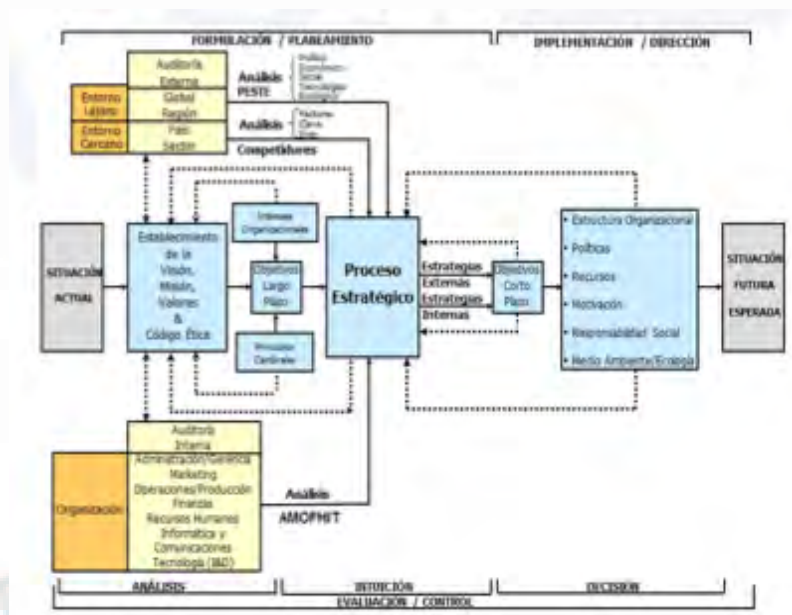 FORMULACIÓN / PLANEAMIENTO
IMPLEMENTACIÓN / DIRECCIÓN
Auditoría
Externa
Global
Región
País
Sector
Entorno
Lejano
Entorno
Cercano
Análisis
PESTE
Análisis
Competidores
SITUACIÓN
ACTUAL
Establecimiento
de la
Visión,
Misión,
Valores
&
Código Ética
Intereses
Organizacionales
Objetivos
Largo
Plazo
Principios
Cardinales
Proceso
Estratégico
Estrategias
Externas
Estrategias
Internas
Objetivos
Corto
Plazo
• Estructura Organizacional
• Políticas
• Recursos
• Motivación
• Responsabilidad Social
• Medio Ambiente/Ecología
SITUACIÓN
FUTURA
ESPERADA
Auditoría
Interna
Organización
Administración/Gerencia
Marketing
Operaciones/Producción
Finanzas
Recursos Humanos
Informática y
Comunicaciones
Tecnología (I&D)
Análisis
AMOFHIT
ANÁLISIS
INTUICIÓN
DECISIÓN
EVALUACIÓN / CONTROL